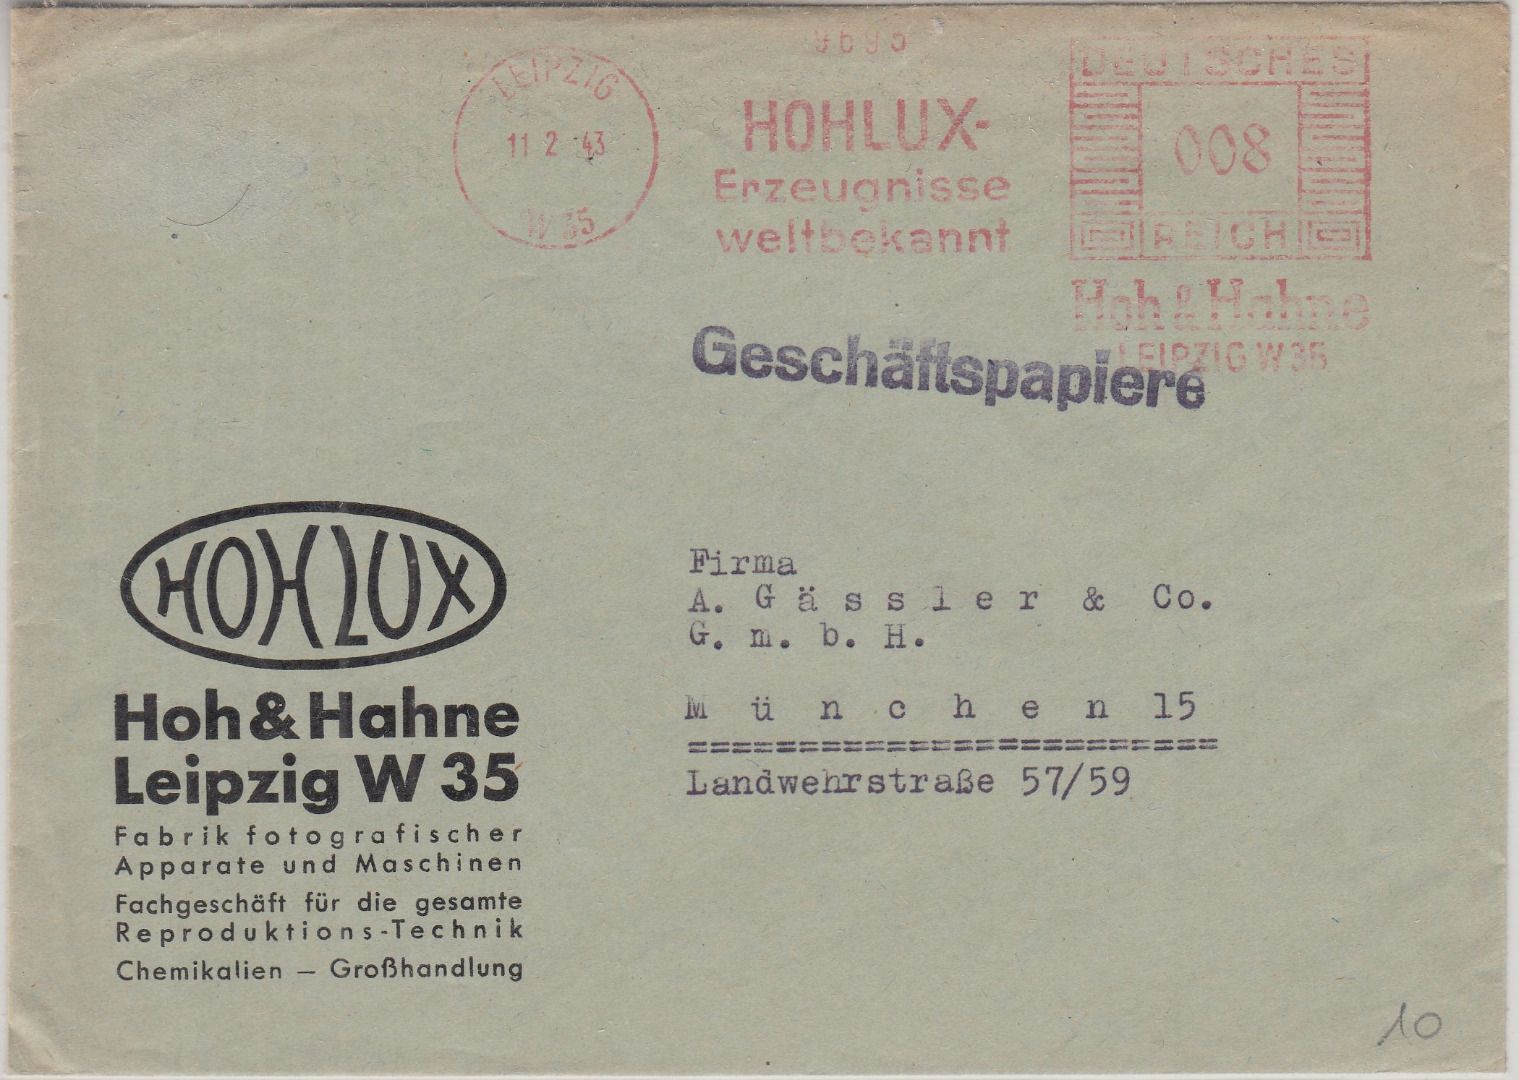 9695
LEIPZIG
11 2 43
W 35
HOHLUX-
Erzeugnisse
weltbekannt
DEUTSCHES
008
REICH
Hoh & Hahne
LEIPZIG W 35
Geschäftspapiere
HOHLUX
Hoh & Hahne
Leipzig W 35
Fabrik fotografischer
Apparate und Maschinen
Fachgeschäft für die gesamte
Reproduktions-Technik
Chemikalien — Großhandlung
Firma
A. Gässler & Co.
G. m. b. H.
München 15
=========================
Landwehrstraße 57/59
10